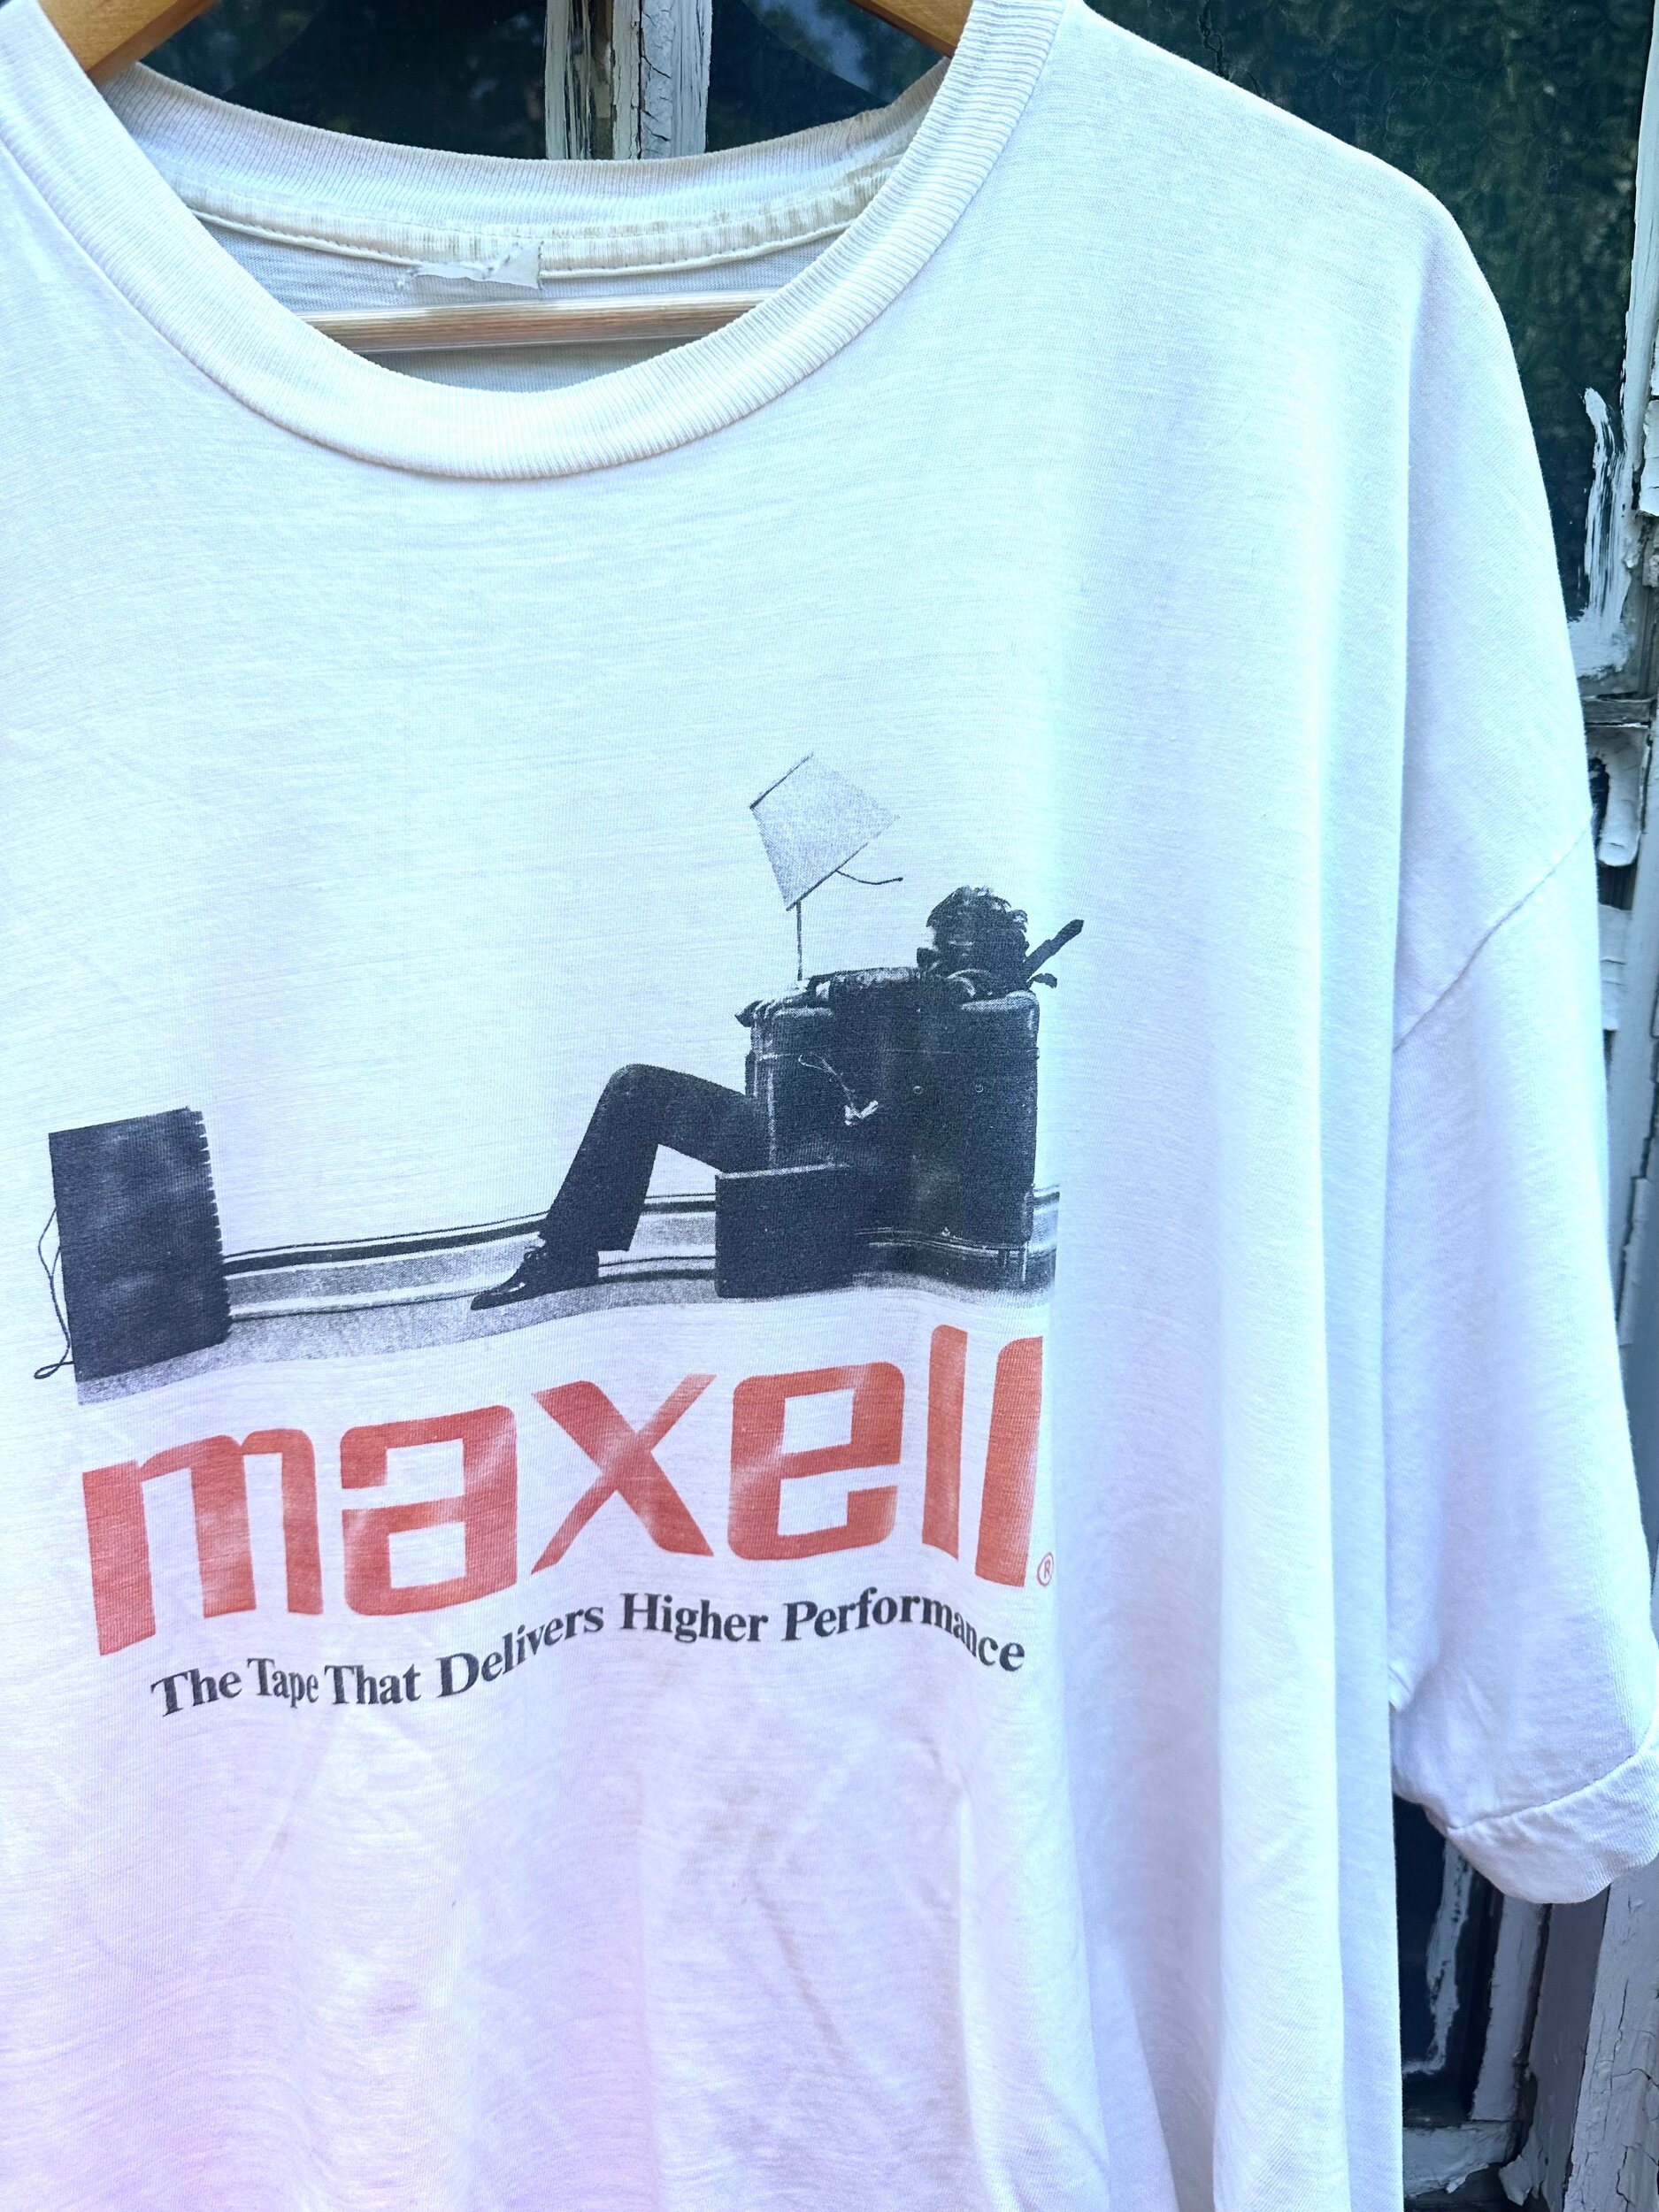 maxell®
The Tape That Delivers Higher Performance